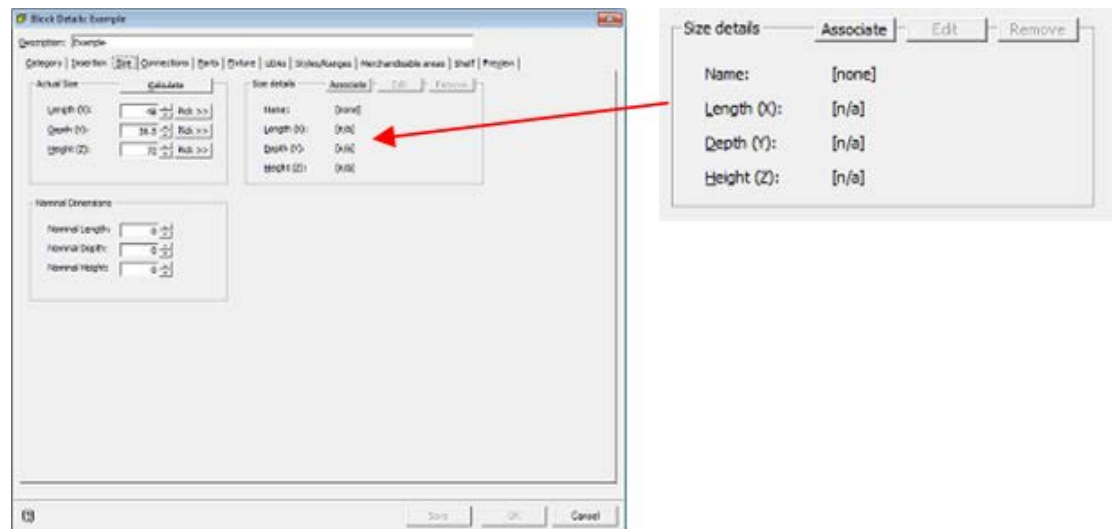 Block Details: Example
Description: Example
Category Insertion Size Connections Parts Fixture UDAs Styles/Ranges Merchandisable areas Shelf Preview
Actual Size Calculate
Length (X): Pick >>
Depth (Y): Pick >>
Height (Z): 72 Pick >>
Size details Associate Edit Remove
Name: [none]
Length (X): [n/a]
Depth (Y): [n/a]
Height (Z): [n/a]
Nominal Dimensions
Nominal Length: 0
Nominal Depth: 0
Nominal Height: 0
Save OK Cancel
Size details Associate Edit Remove
Name: [none]
Length (X): [n/a]
Depth (Y): [n/a]
Height (Z): [n/a]